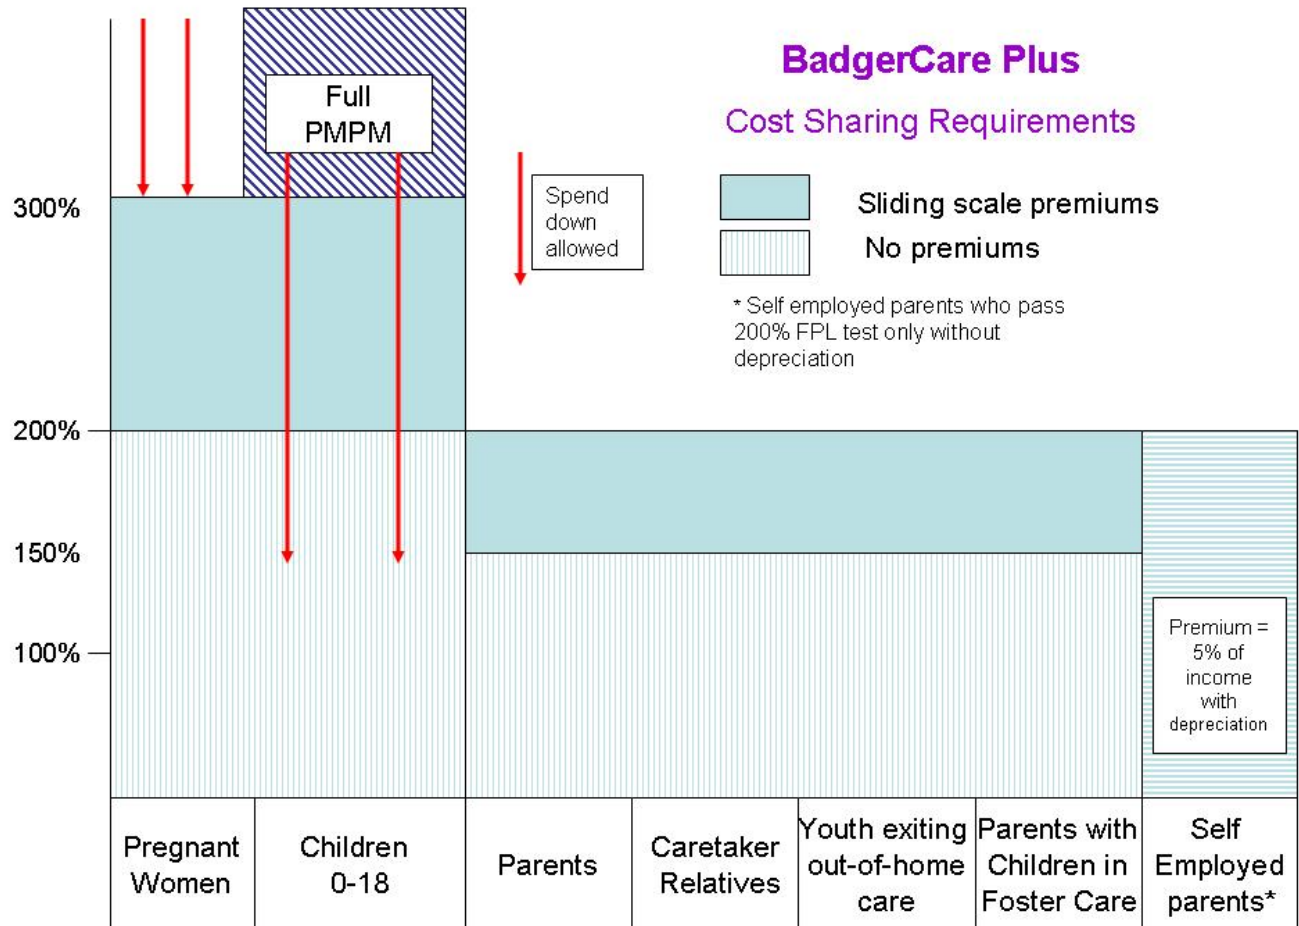 BadgerCare Plus
Cost Sharing Requirements
Full
PMPM
Spend
down
allowed
Sliding scale premiums
No premiums
* Self employed parents who pass
200% FPL test only without
depreciation
300%
200%
150%
100%
Premium =
5% of
income
with
depreciation
Pregnant
Women
Children
0-18
Parents
Caretaker
Relatives
Youth exiting
out-of-home
care
Parents with
Children in
Foster Care
Self
Employed
parents*